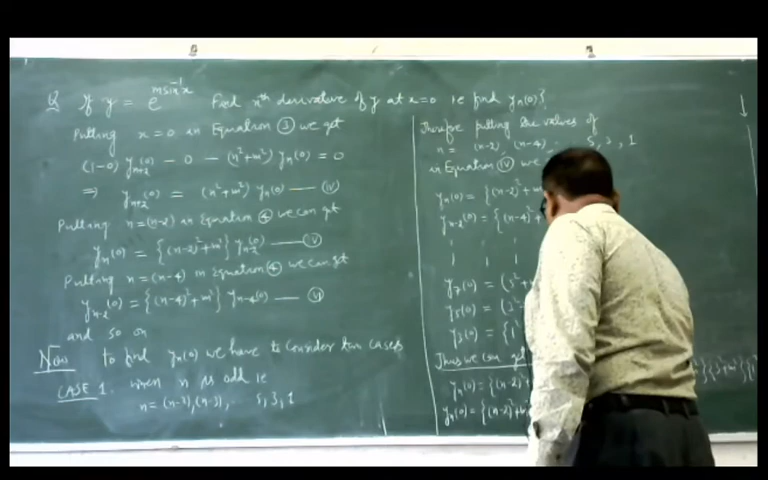 Q If y = e^{m sin^{-1} x} Find nth derivative of y at x=0 ie find yn(0)}
Putting x=0 in Equation ③ we get
(1-0) y_{n+2}(0) - 0 - (n²+m²) yn(0) = 0
⇒ y_{n+2}(0) = (n²+m²) yn(0) — (iv)
Putting n=(n-2) in Equation ④ we can get
yn(0) = {(n-2)²+m²} y_{n-2}(0) —
Putting n=(n-4) in Equation ④ we can get
y_{n-2}(0) = {(n-4)²+m²} y_{n-4}(0) —
and so on
Now to find yn(0) we have to consider two cases
CASE 1. when n is odd ie
5, 3, 1
Therefore putting the values of
n = (n-2), (n-4)
in Equation (iv) we
yn(0) = {(n-2)²+
y_{n-2}(0) = {(n-4)²
y7(0) = (5²+
y5(0) = (3²
y3(0) = {1²
Thus we can get
yn(0) = {(n-2)²+
yn(0) = {(n-2)²+